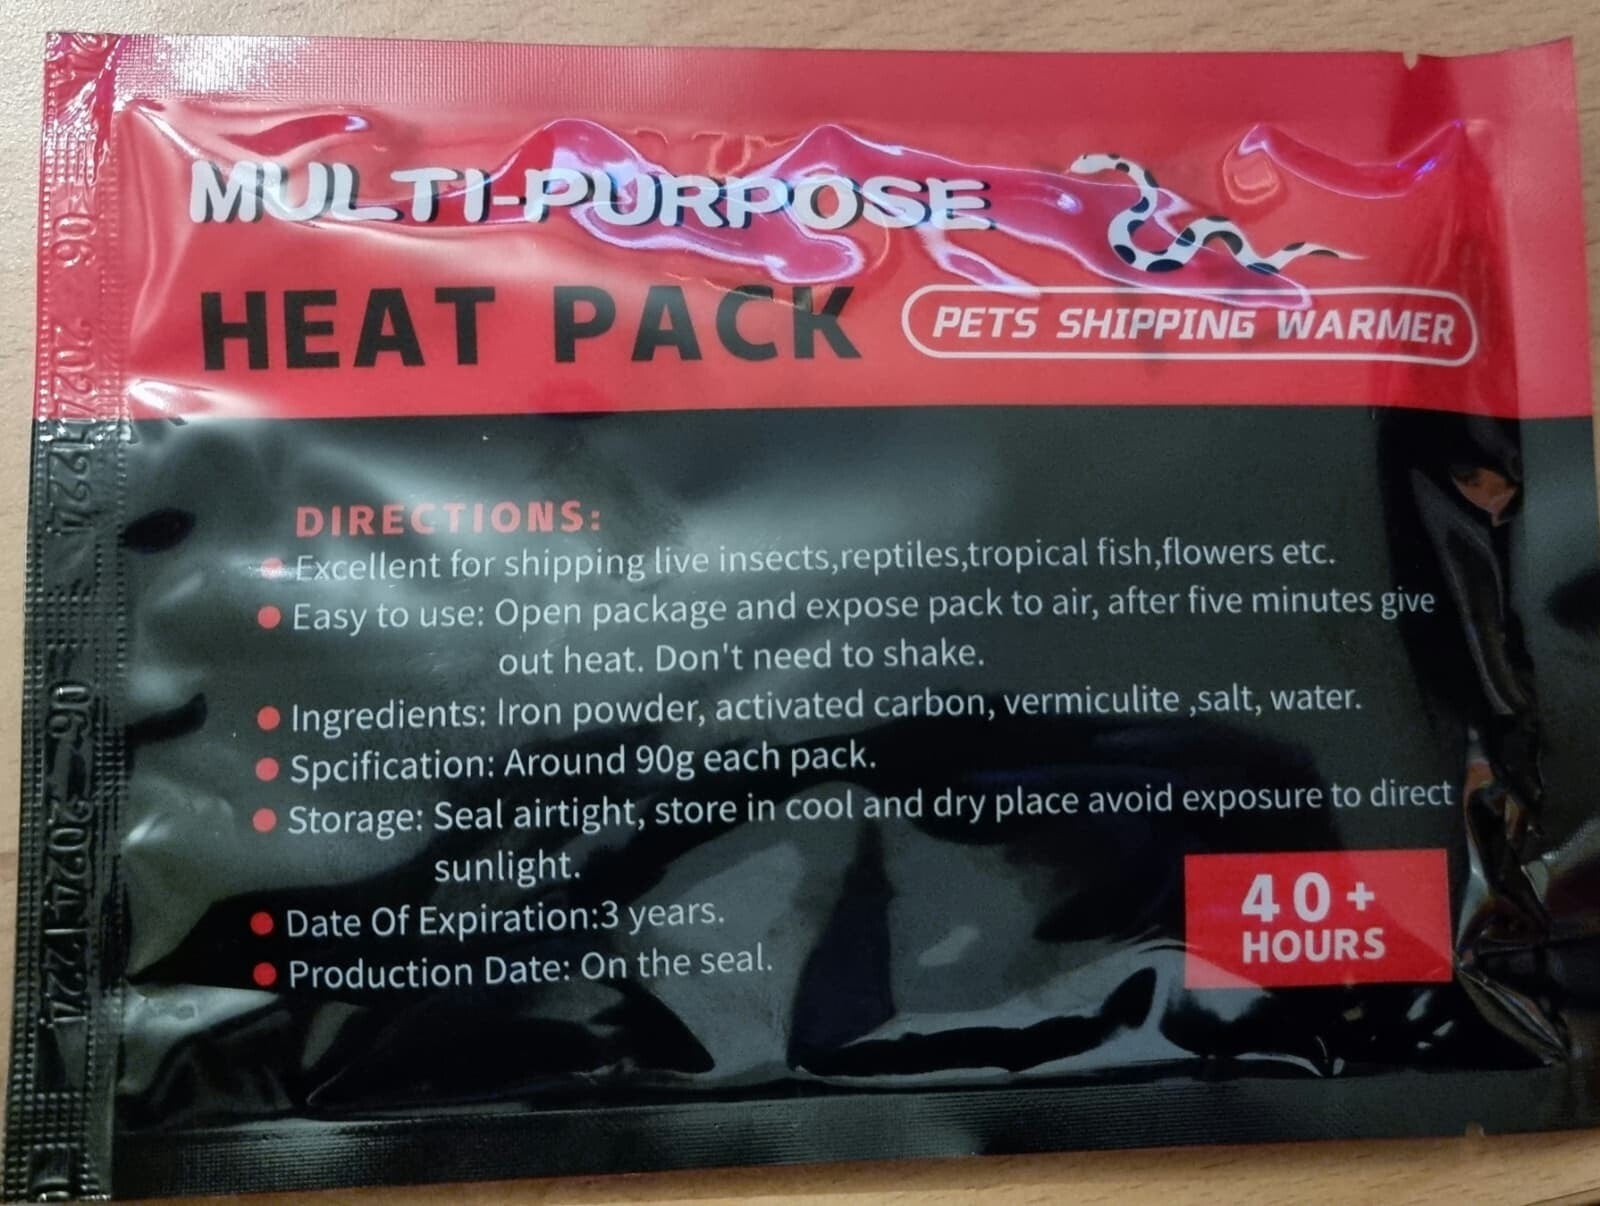 MULTI-PURPOSE
HEAT PACK
PETS SHIPPING WARMER
DIRECTIONS:
Excellent for shipping live insects,reptiles,tropical fish,flowers etc.
Easy to use: Open package and expose pack to air, after five minutes give
out heat. Don't need to shake.
Ingredients: Iron powder, activated carbon, vermiculite ,salt, water.
Spcification: Around 90g each pack.
Storage: Seal airtight, store in cool and dry place avoid exposure to direct
sunlight.
Date Of Expiration:3 years.
Production Date: On the seal.
40+
HOURS
06 20241224
06 20241224